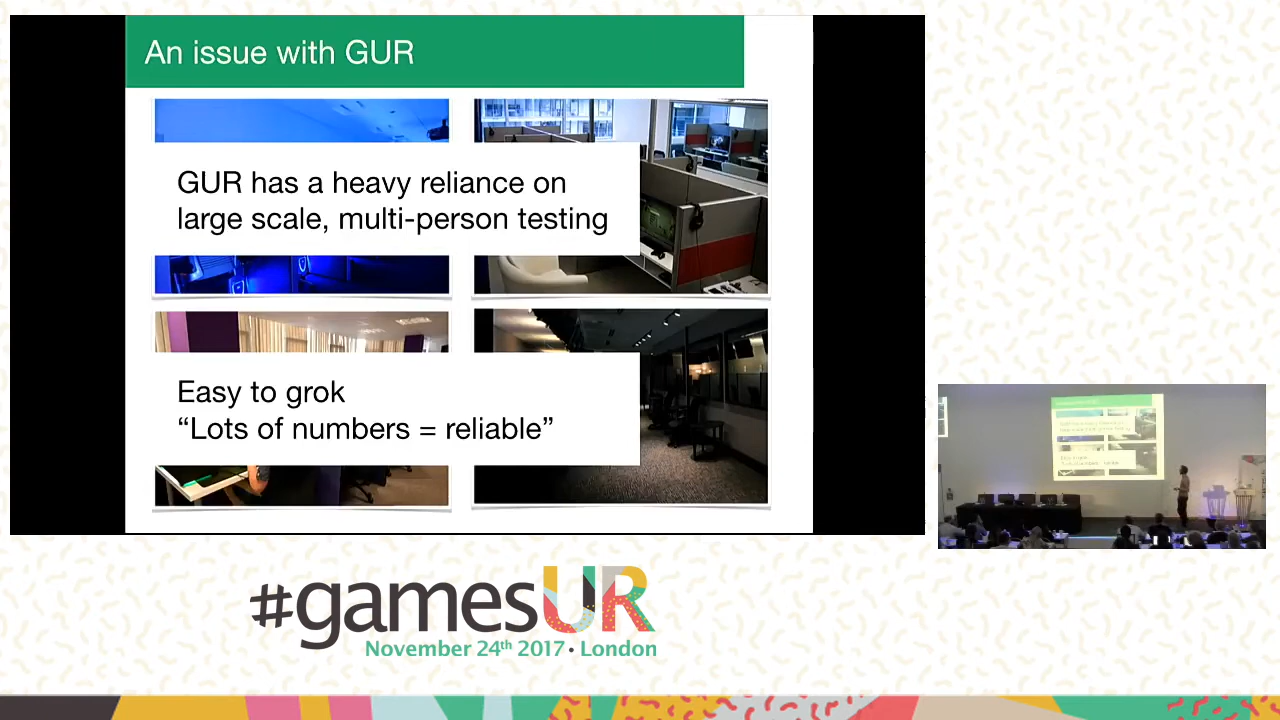 An issue with GUR
GUR has a heavy reliance on
large scale, multi-person testing
Easy to grok
“Lots of numbers = reliable”
#gamesUR
November 24th 2017 • London